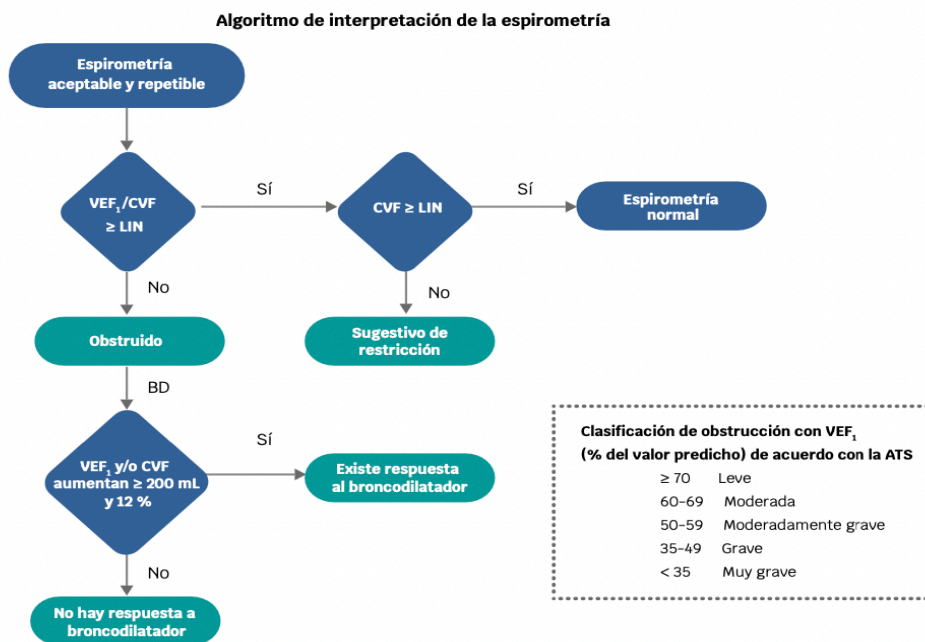 Algoritmo de interpretación de la espirometría
Espirometría
aceptable y repetible
VEF₁/CVF
≥ LIN
Sí
CVF ≥ LIN
Sí
Espirometría
normal
No
No
Obstruido
Sugestivo de
restricción
BD
VEF₁ y/o CVF
aumentan ≥ 200 mL
y 12 %
Sí
Existe respuesta
al broncodilatador
No
No hay respuesta a
broncodilatador
Clasificación de obstrucción con VEF₁
(% del valor predicho) de acuerdo con la ATS
≥ 70 Leve
60-69 Moderada
50-59 Moderadamente grave
35-49 Grave
< 35 Muy grave